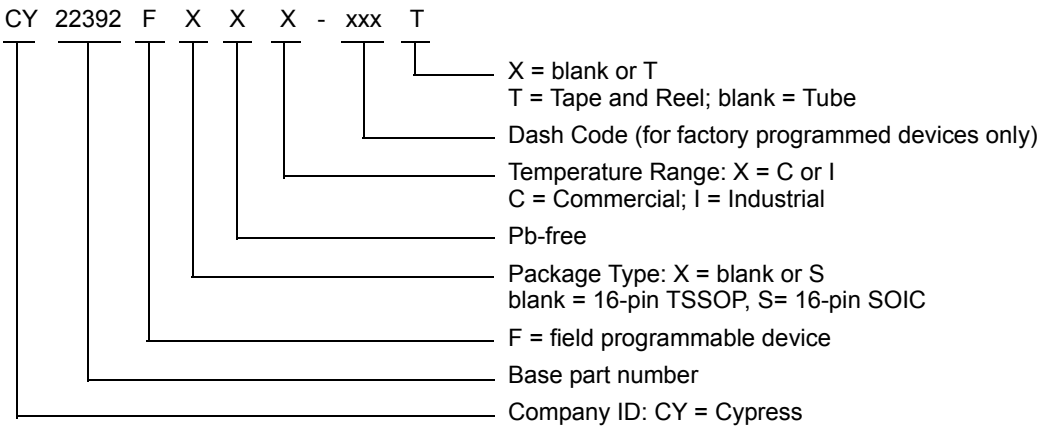 CY 22392 F X X X - xxx T
X = blank or T
T = Tape and Reel; blank = Tube
Dash Code (for factory programmed devices only)
Temperature Range: X = C or I
C = Commercial; I = Industrial
Pb-free
Package Type: X = blank or S
blank = 16-pin TSSOP, S= 16-pin SOIC
F = field programmable device
Base part number
Company ID: CY = Cypress